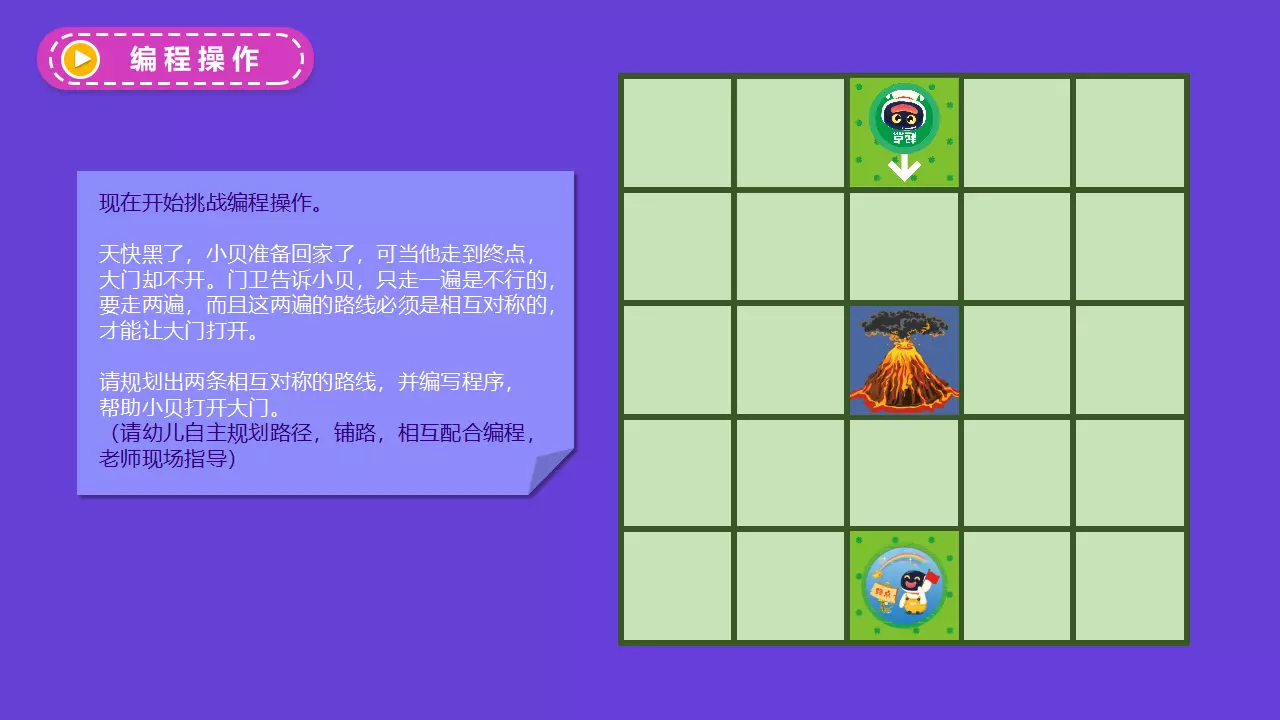 编程操作
现在开始挑战编程操作。
天快黑了，小贝准备回家了，可当他走到终点，
大门却不开。门卫告诉小贝，只走一遍是不行的，
要走两遍，而且这两遍的路线必须是相互对称的，
才能让大门打开。
请规划出两条相互对称的路线，并编写程序，
帮助小贝打开大门。
（请幼儿自主规划路径，铺路，相互配合编程，
老师现场指导）
起点
终点